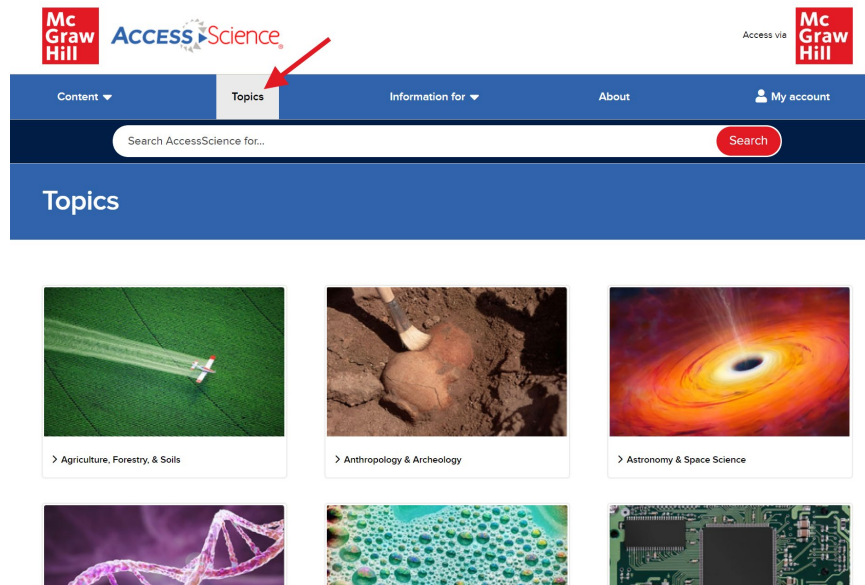 Mc
Graw
Hill
ACCESS Science®
Access via
Mc
Graw
Hill
Content
Topics
Information for
About
My account
Search AccessScience for...
Search
Topics
> Agriculture, Forestry, & Soils
> Anthropology & Archeology
> Astronomy & Space Science